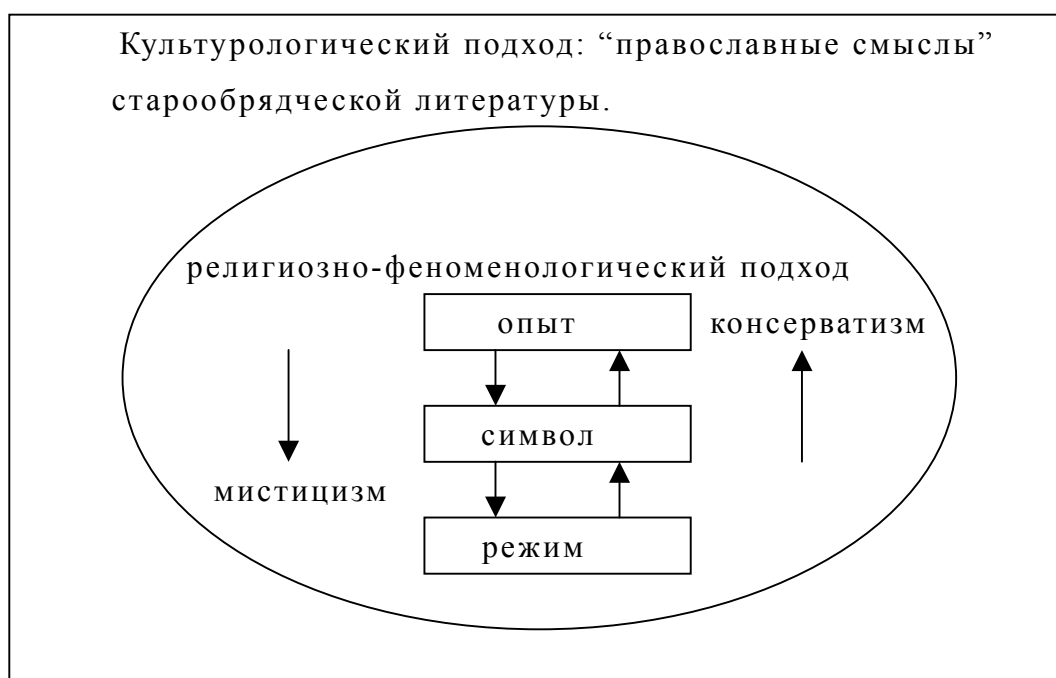 Культурологический подход: “православные смыслы”
старообрядческой литературы.
религиозно-феноменологический подход
опыт
консерватизм
символ
мистицизм
режим